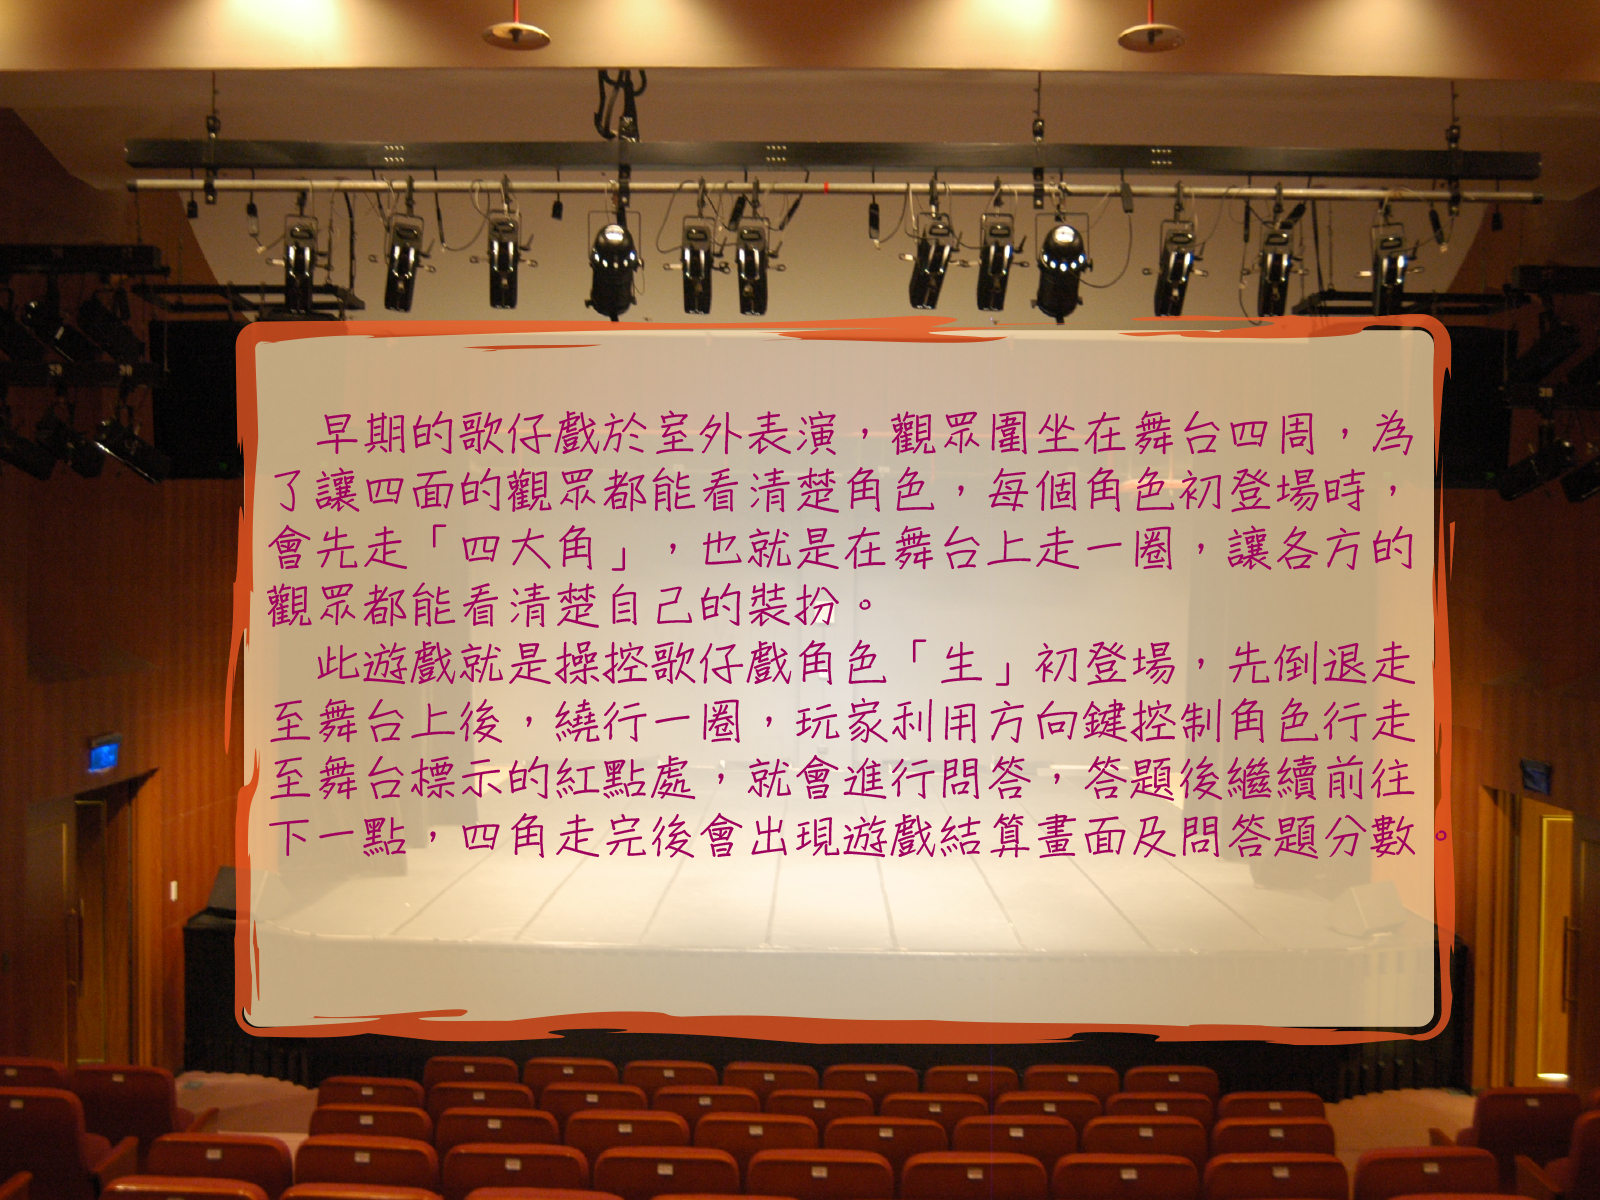 早期的歌仔戲於室外表演，觀眾圍坐在舞台四周，為
了讓四面的觀眾都能看清楚角色，每個角色初登場時，
會先走「四大角」，也就是在舞台上走一圈，讓各方的
觀眾都能看清楚自己的裝扮。
此遊戲就是操控歌仔戲角色「生」初登場，先倒退走
至舞台上後，繞行一圈，玩家利用方向鍵控制角色行走
至舞台標示的紅點處，就會進行問答，答題後繼續前往
下一點，四角走完後會出現遊戲結算畫面及問答題分數。